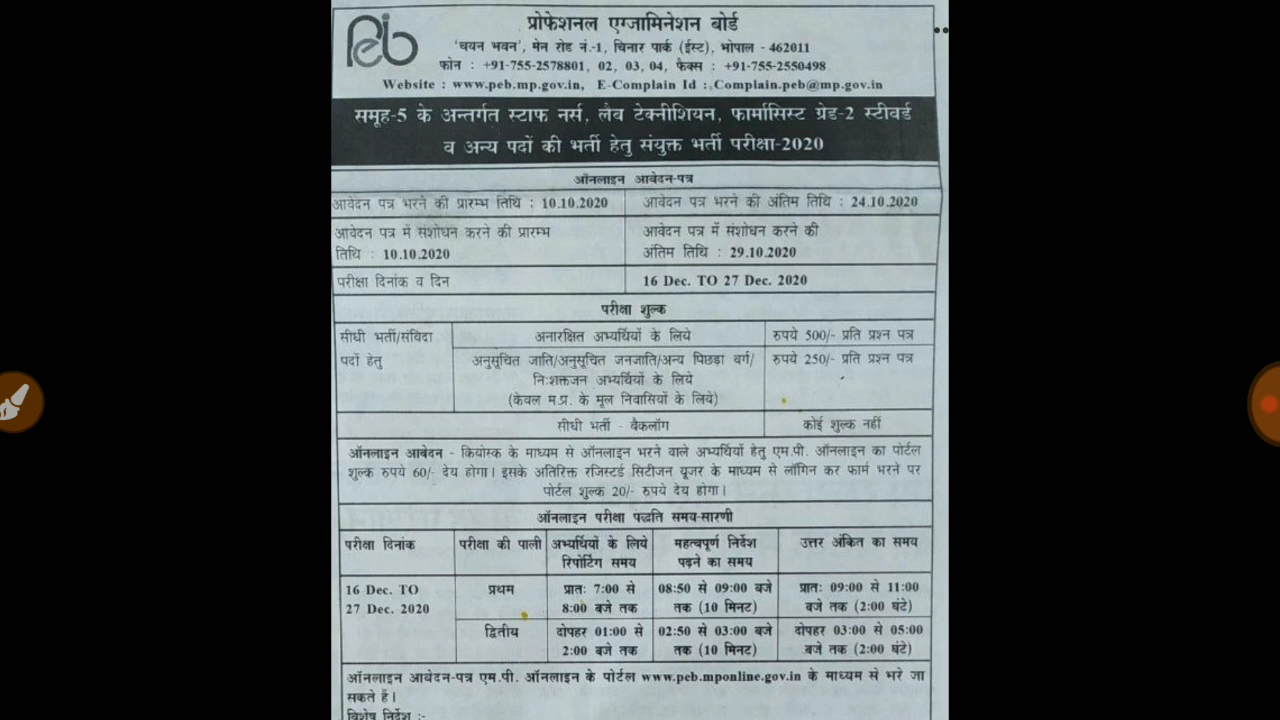 Peb
प्रोफेशनल एग्जामिनेशन बोर्ड
'चयन भवन', मेन रोड नं.-1, चिनार पार्क (ईस्ट), भोपाल - 462011
फोन : +91-755-2578801, 02, 03, 04, फैक्स : +91-755-2550498
Website : www.peb.mp.gov.in, E-Complain Id : Complain.peb@mp.gov.in
समूह-5 के अन्तर्गत स्टाफ नर्स, लैब टेक्नीशियन, फार्मासिस्ट ग्रेड-2 स्टीवर्ड
व अन्य पदों की भर्ती हेतु संयुक्त भर्ती परीक्षा-2020
ऑनलाइन आवेदन-पत्र
आवेदन पत्र भरने की प्रारम्भ तिथि : 10.10.2020
आवेदन पत्र भरने की अंतिम तिथि : 24.10.2020
आवेदन पत्र में संशोधन करने की प्रारम्भ
तिथि : 10.10.2020
आवेदन पत्र में संशोधन करने की
अंतिम तिथि : 29.10.2020
परीक्षा दिनांक व दिन
16 Dec. TO 27 Dec. 2020
परीक्षा शुल्क
सीधी भर्ती/संविदा
पदों हेतु
अनारक्षित अभ्यर्थियों के लिये
रुपये 500/- प्रति प्रश्न पत्र
अनुसूचित जाति/अनुसूचित जनजाति/अन्य पिछड़ा वर्ग/
नि:शक्तजन अभ्यर्थियों के लिये
(केवल म.प्र. के मूल निवासियों के लिये)
रुपये 250/- प्रति प्रश्न पत्र
सीधी भर्ती - बैकलॉग
कोई शुल्क नहीं
ऑनलाइन आवेदन - कियोस्क के माध्यम से ऑनलाइन भरने वाले अभ्यर्थियों हेतु एम.पी. ऑनलाइन का पोर्टल
शुल्क रुपये 60/- देय होगा। इसके अतिरिक्त रजिस्टर्ड सिटीजन यूजर के माध्यम से लॉगिन कर फार्म भरने पर
पोर्टल शुल्क 20/- रुपये देय होगा।
ऑनलाइन परीक्षा पद्धति समय-सारणी
परीक्षा दिनांक
परीक्षा की पाली
अभ्यर्थियों के लिये
रिपोर्टिंग समय
महत्वपूर्ण निर्देश
पढ़ने का समय
उत्तर अंकित का समय
16 Dec. TO
27 Dec. 2020
प्रथम
प्रात: 7:00 से
8:00 बजे तक
08:50 से 09:00 बजे
तक (10 मिनट)
प्रात: 09:00 से 11:00
बजे तक (2:00 घंटे)
द्वितीय
दोपहर 01:00 से
2:00 बजे तक
02:50 से 03:00 बजे
तक (10 मिनट)
दोपहर 03:00 से 05:00
बजे तक (2:00 घंटे)
ऑनलाइन आवेदन-पत्र एम.पी. ऑनलाइन के पोर्टल www.peb.mponline.gov.in के माध्यम से भरे जा
सकते हैं।
विशेष निर्देश :-